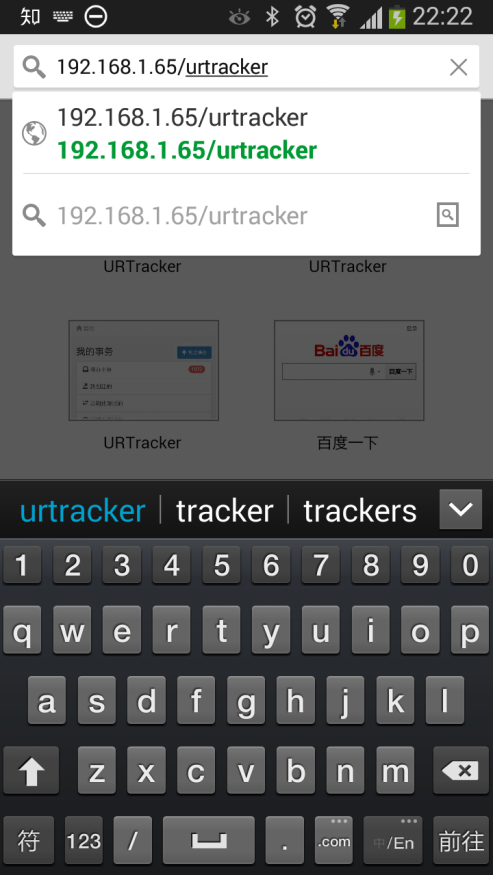 知 22:22
192.168.1.65/urtracker
192.168.1.65/urtracker
192.168.1.65/urtracker
192.168.1.65/urtracker
URTracker URTracker
我的事务
Bai du 百度
百度一下
URTracker 百度一下
urtracker tracker trackers
1 2 3 4 5 6 7 8 9 0
q w e r t y u i o p
a s d f g h j k l
z x c v b n m
符 123 / . .com 中/En 前往